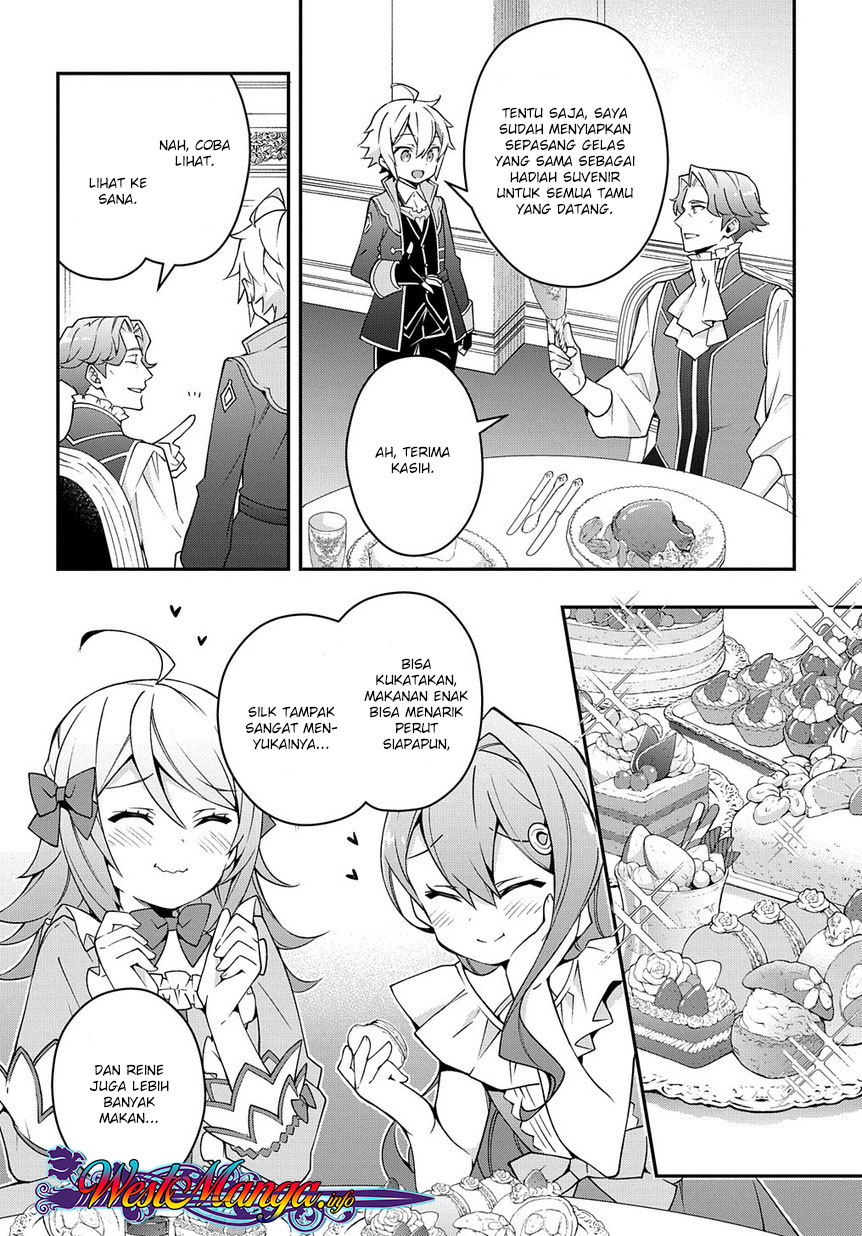 TENTU SAJA, SAYA
SUDAH MENYIAPKAN
SEPASANG GELAS
YANG SAMA SEBAGAI
HADIAH SUVENIR
UNTUK SEMUA TAMU
YANG DATANG.
AH, TERIMA
KASIH.
NAH, COBA
LIHAT.
LIHAT KE
SANA.
BISA
KUKATAKAN,
MAKANAN ENAK
BISA MENARIK
PERUT
SIAPAPUN,
SILK TAMPAK
SANGAT MEN-
YUKAINYA...
DAN REINE
JUGA LEBIH
BANYAK
MAKAN...
WestManga.info